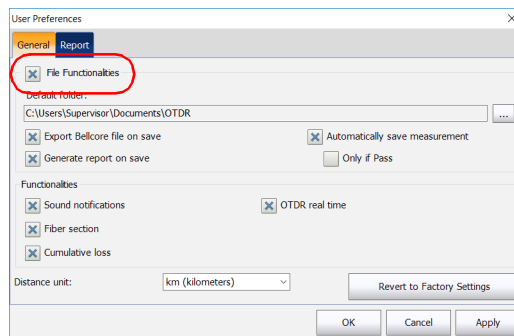 User Preferences
General Report
File Functionalities
Default folder:
C:\Users\Supervisor\Documents\OTDR ...
Export Bellcore file on save Automatically save measurement
Generate report on save Only if Pass
Functionalities
Sound notifications OTDR real time
Fiber section
Cumulative loss
Distance unit: km (kilometers) Revert to Factory Settings
OK Cancel Apply